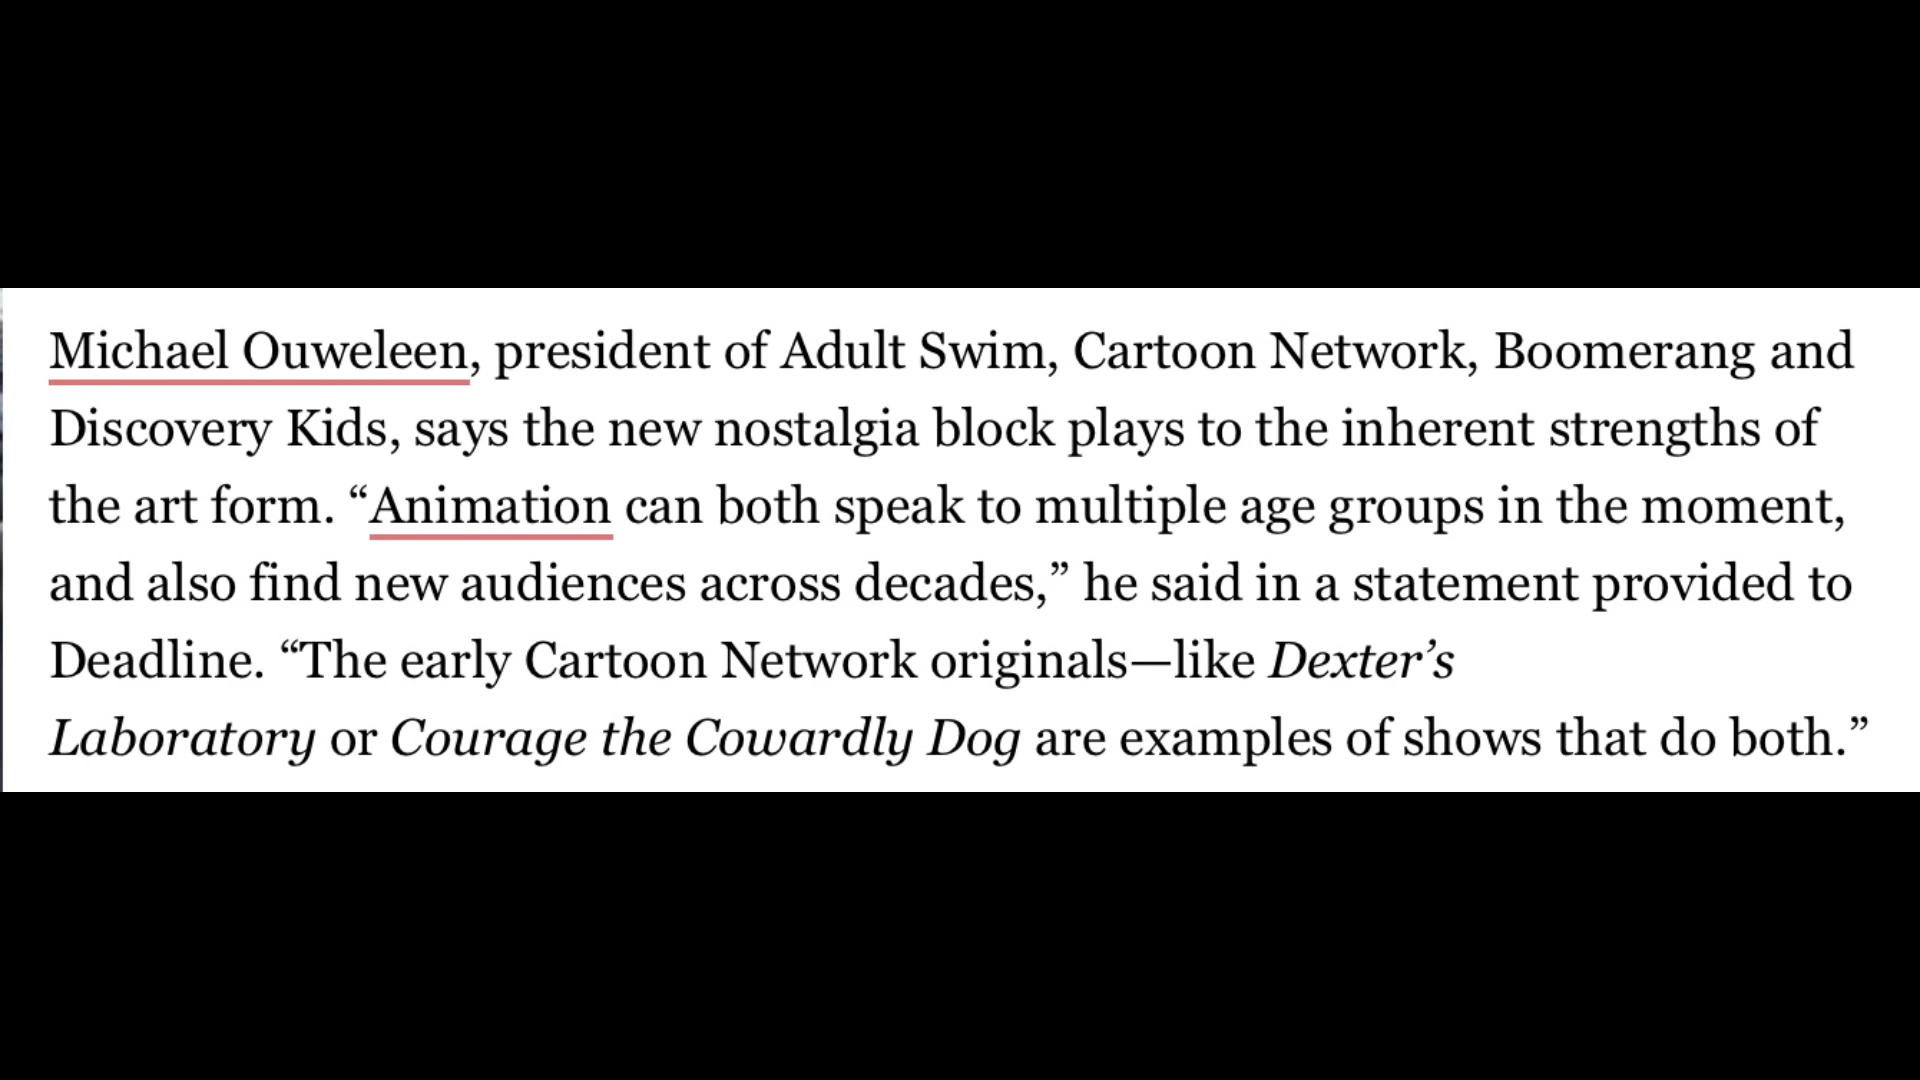 Michael Ouweleen, president of Adult Swim, Cartoon Network, Boomerang and
Discovery Kids, says the new nostalgia block plays to the inherent strengths of
the art form. “Animation can both speak to multiple age groups in the moment,
and also find new audiences across decades,” he said in a statement provided to
Deadline. “The early Cartoon Network originals—like Dexter’s
Laboratory or Courage the Cowardly Dog are examples of shows that do both.”